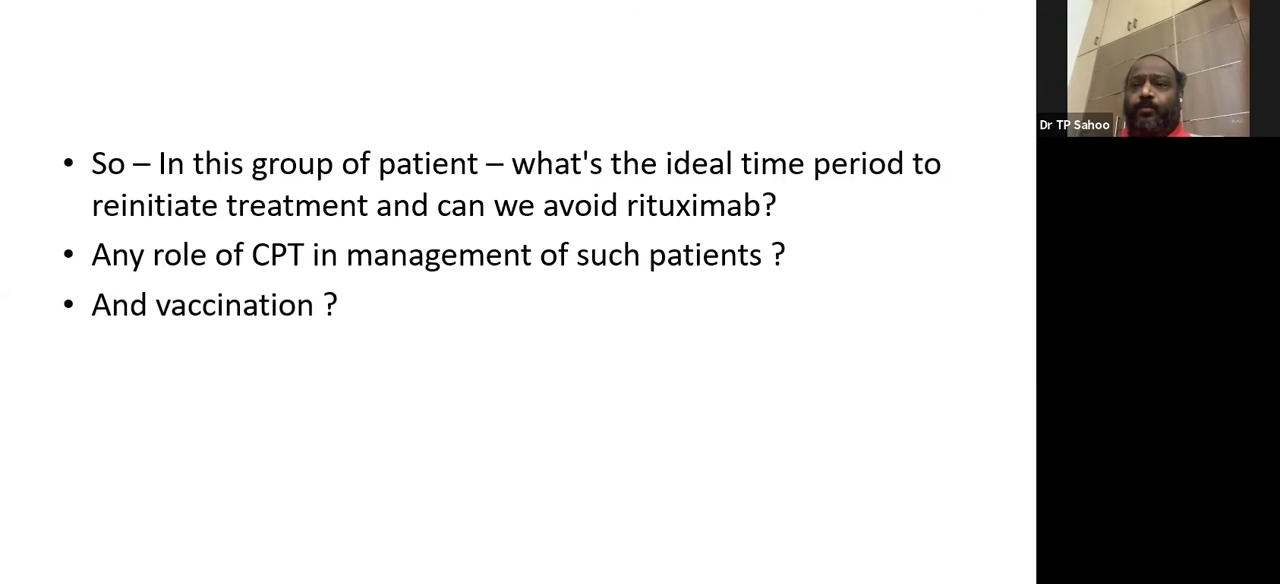 • So – In this group of patient – what's the ideal time period to
reinitiate treatment and can we avoid rituximab?
• Any role of CPT in management of such patients ?
• And vaccination ?
Dr TP Sahoo